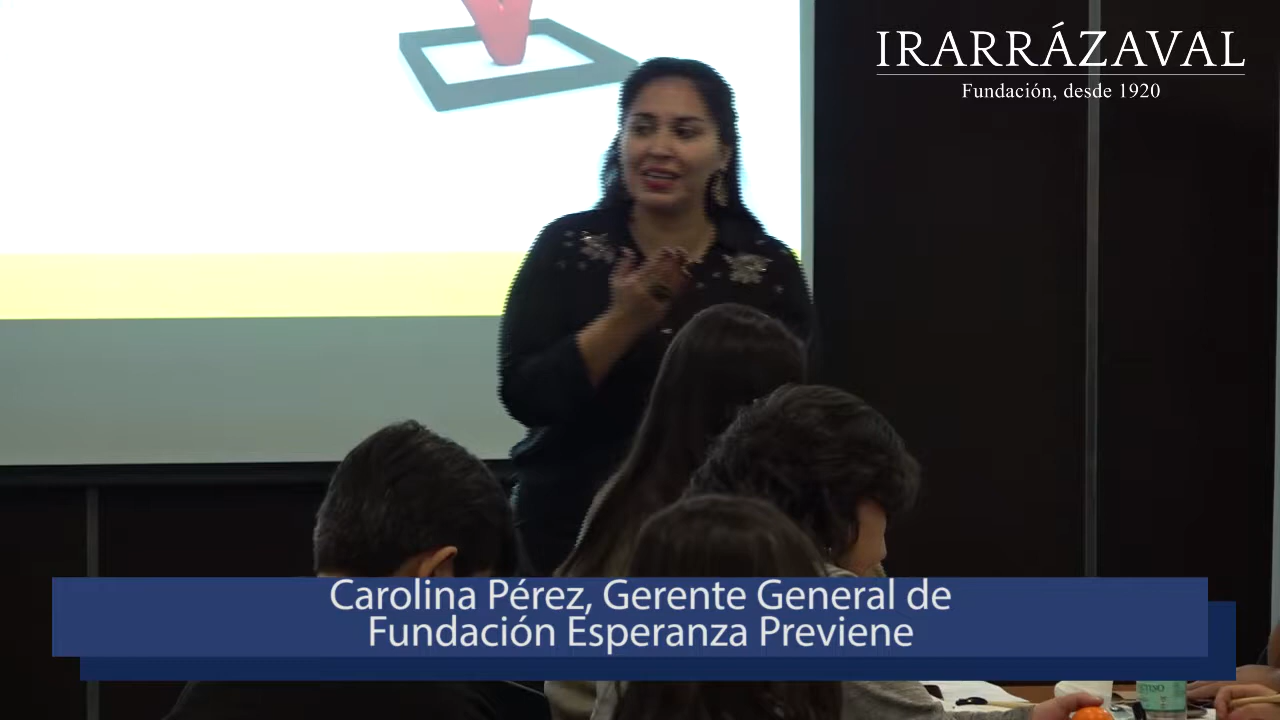 IRARRÁZAVAL
Fundación, desde 1920
Carolina Pérez, Gerente General de
Fundación Esperanza Previene